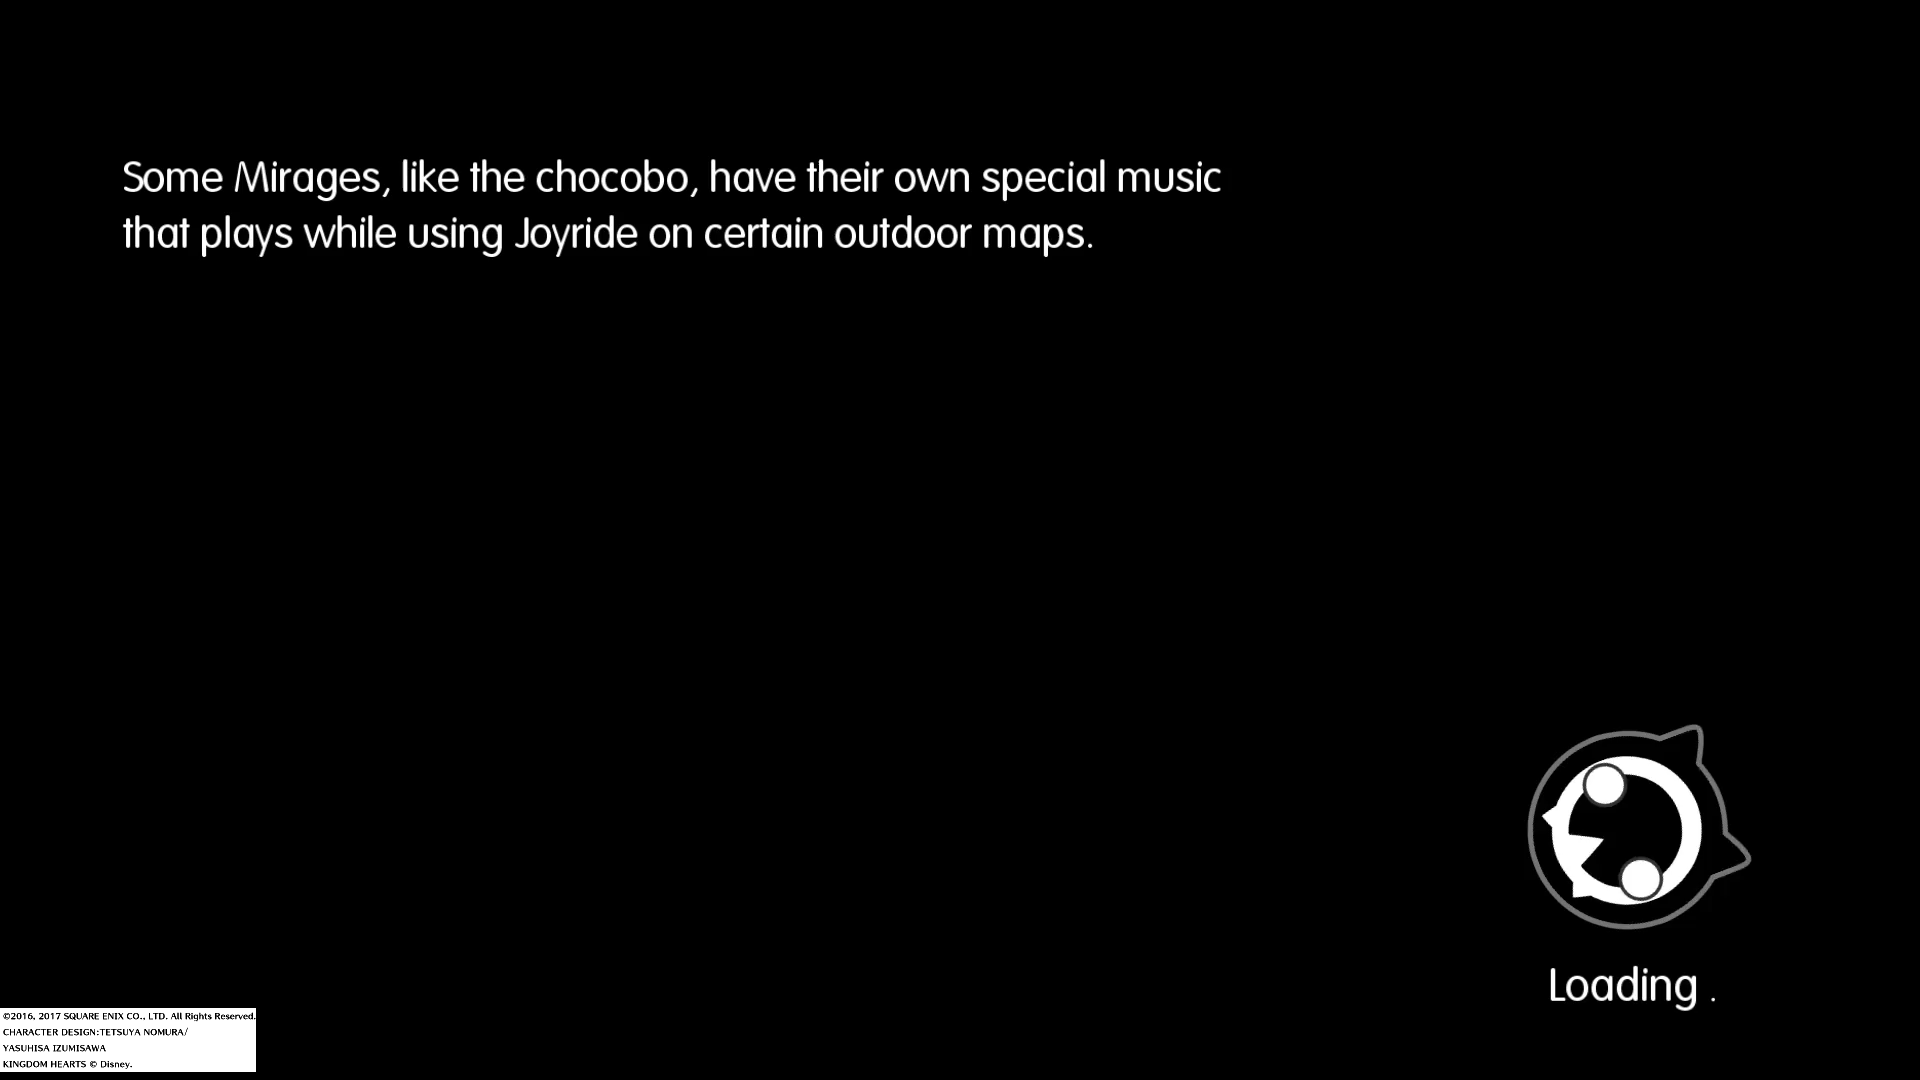 Some Mirages, like the chocobo, have their own special music
that plays while using Joyride on certain outdoor maps.
Loading .
©2016, 2017 SQUARE ENIX CO., LTD. All Rights Reserved.
CHARACTER DESIGN:TETSUYA NOMURA/
YASUHISA IZUMISAWA
KINGDOM HEARTS © Disney.